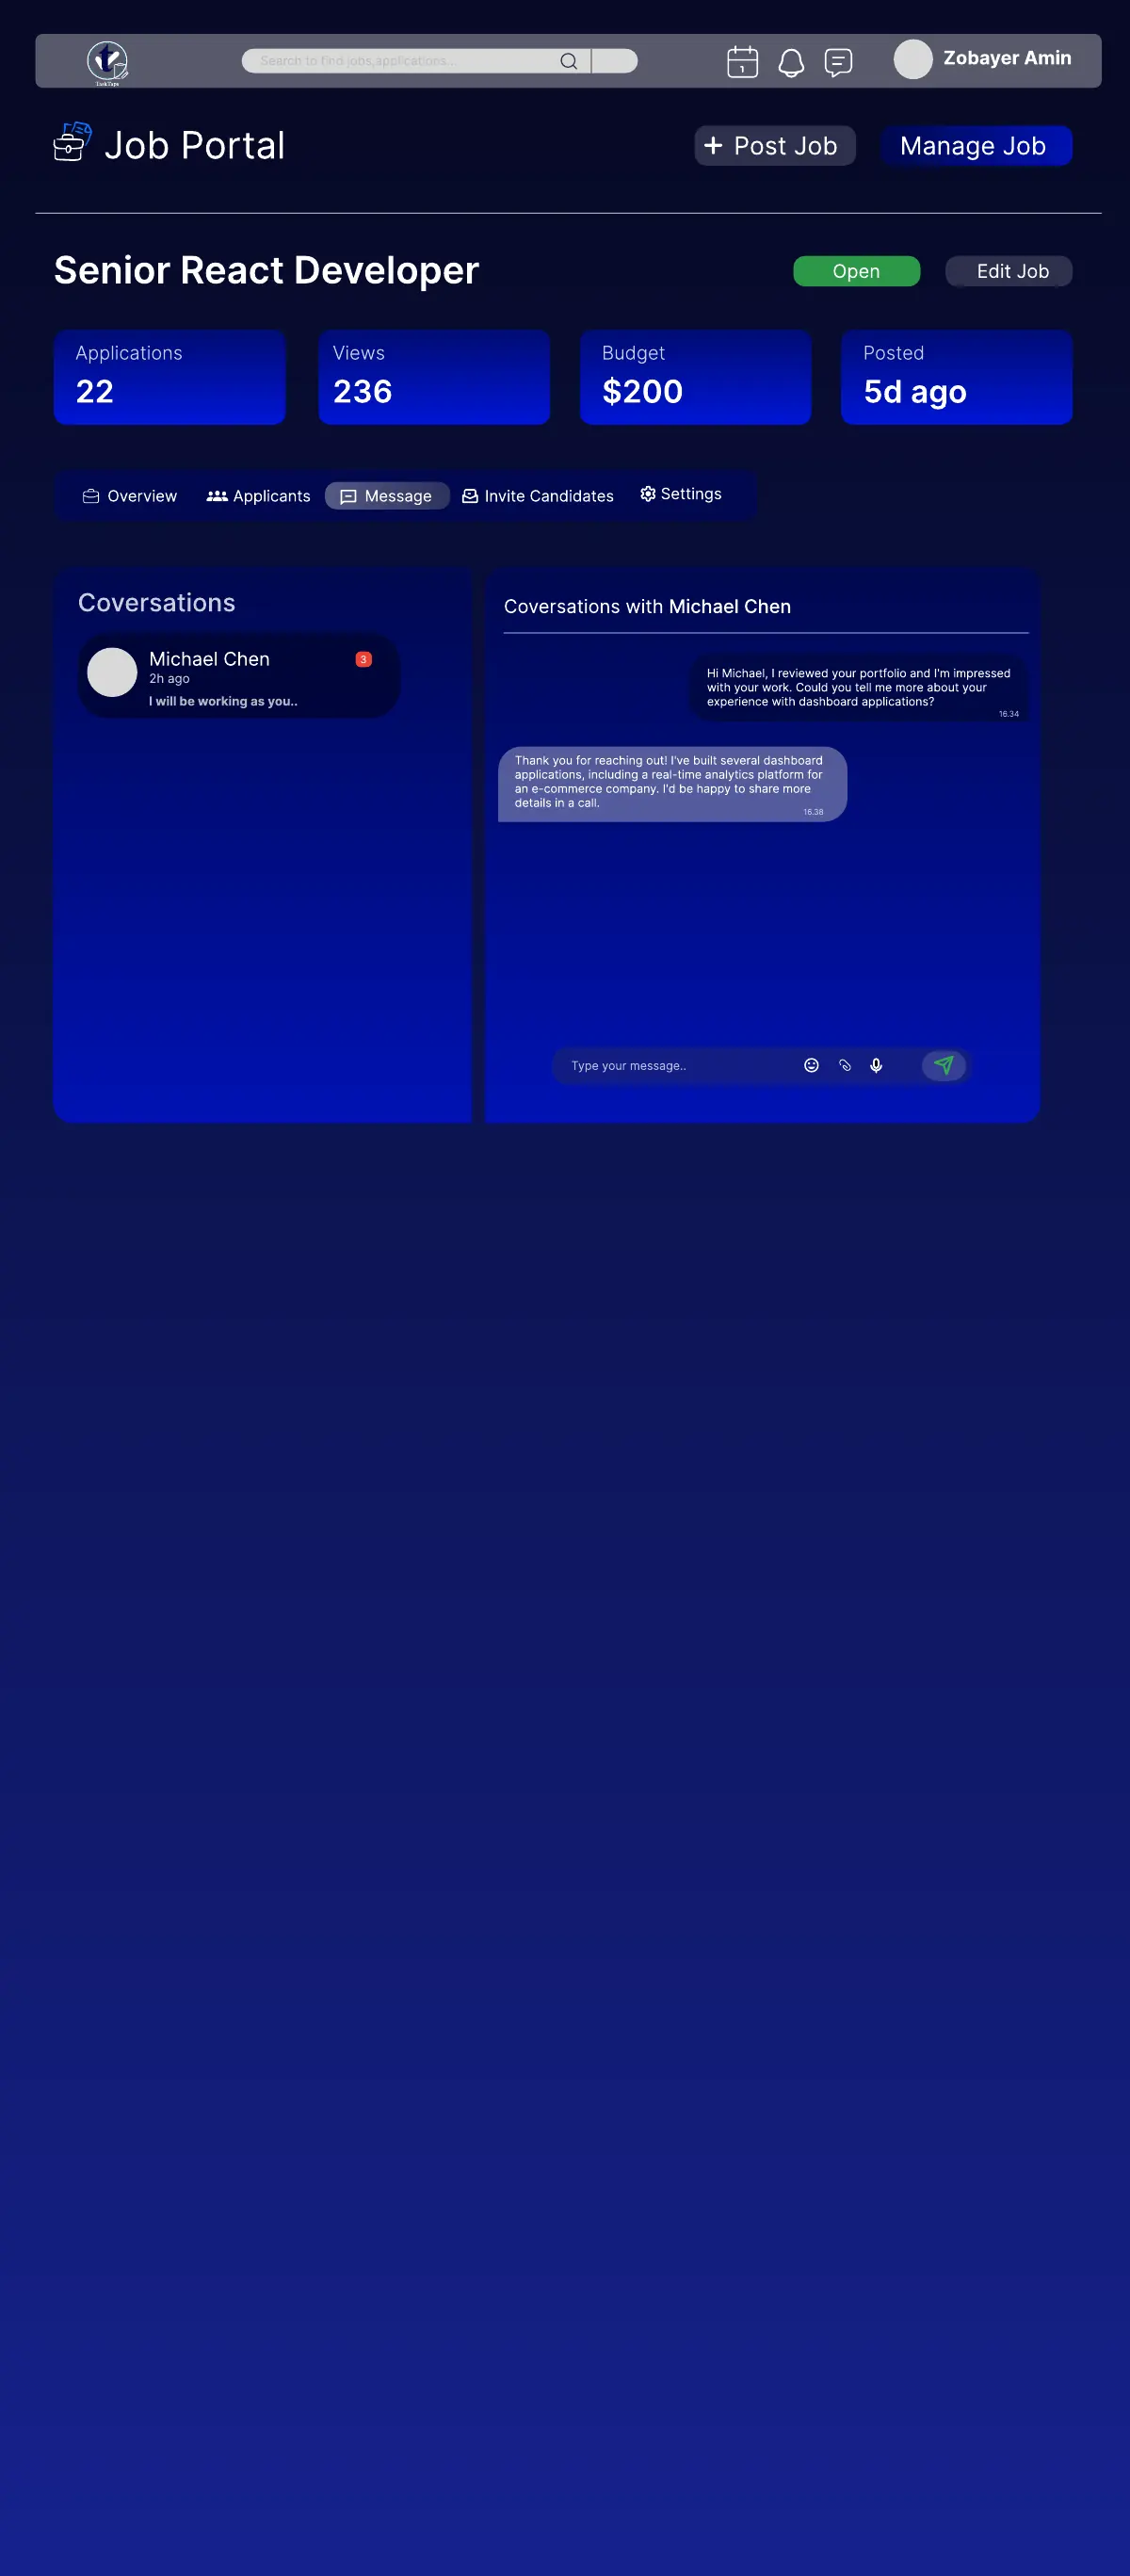 TaskTaps
Search to find jobs,applications...
1
Zobayer Amin
Job Portal
+ Post Job
Manage Job
Senior React Developer
Open
Edit Job
Applications
22
Views
236
Budget
$200
Posted
5d ago
Overview
Applicants
Message
Invite Candidates
Settings
Coversations
Michael Chen
3
2h ago
I will be working as you..
Coversations with Michael Chen
Hi Michael, I reviewed your portfolio and I'm impressed
with your work. Could you tell me more about your
experience with dashboard applications?
16.34
Thank you for reaching out! I've built several dashboard
applications, including a real-time analytics platform for
an e-commerce company. I'd be happy to share more
details in a call.
16.38
Type your message..